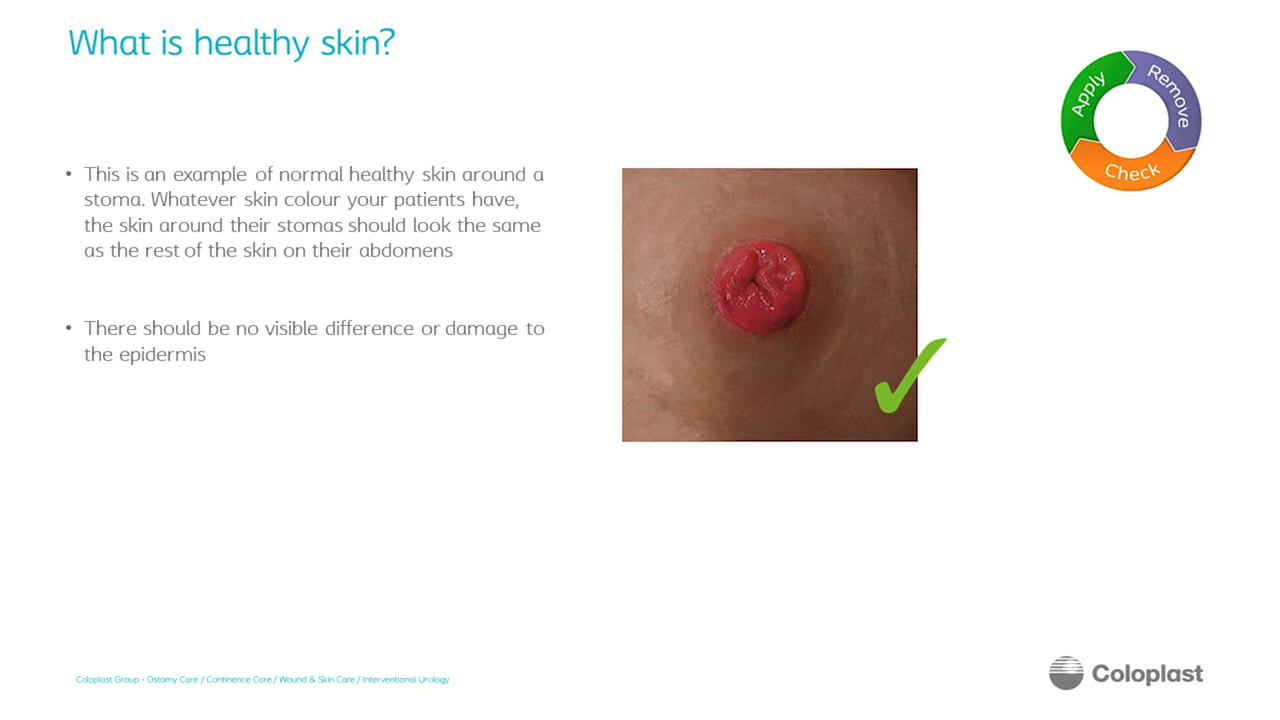 What is healthy skin?
Apply
Remove
Check
• This is an example of normal healthy skin around a
stoma. Whatever skin colour your patients have,
the skin around their stomas should look the same
as the rest of the skin on their abdomens
• There should be no visible difference or damage to
the epidermis
Coloplast Group - Ostomy Care / Continence Care / Wound & Skin Care / Interventional Urology
Coloplast